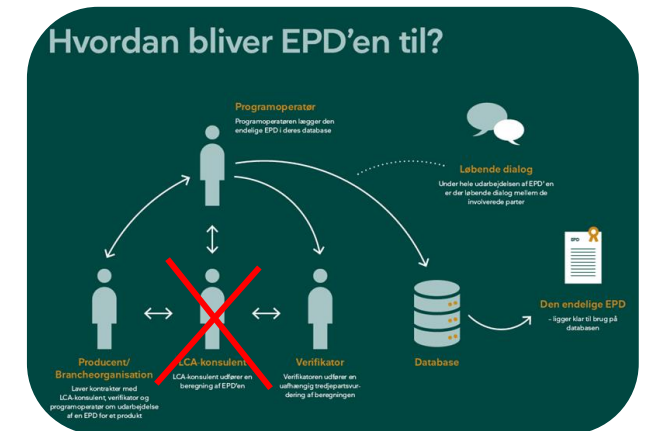 Hvordan bliver EPD'en til?
Programoperatør
Programoperatøren lægger den
endelige EPD i deres database
Løbende dialog
Under hele udarbejdelsen af EPD'en
er der løbende dialog mellem de
involverede parter
EPD
Den endelige EPD
– ligger klar til brug på
databasen
Producent/
Brancheorganisation
Laver kontrakter med
LCA-konsulent, verifikator og
programoperatør om udarbejdelse
af en EPD for et produkt
LCA-konsulent
LCA-konsulent udfører en
beregning af EPD'en
Verifikator
Verifikatoren udfører en
uafhængig tredjepartsvur-
dering af beregningen
Database